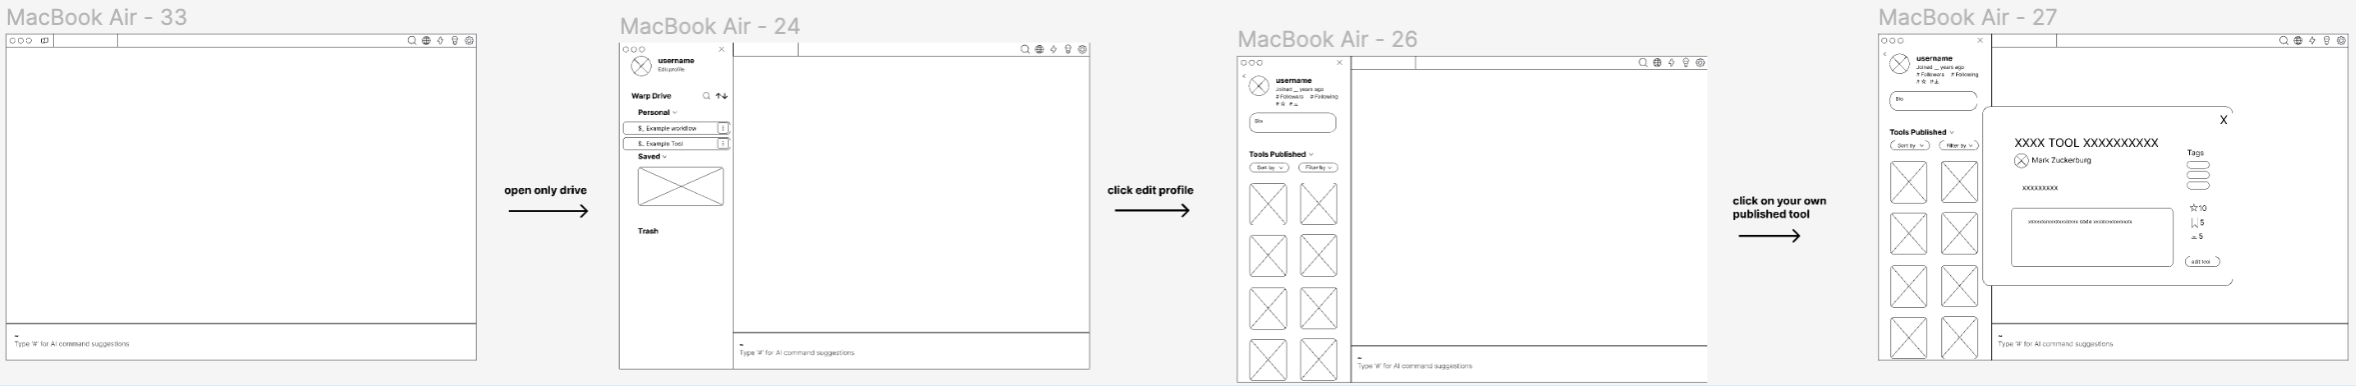 MacBook Air - 33
~
Type '#' for AI command suggestions
open only drive
MacBook Air - 24
username
Edit profile
Warp Drive
Personal
$_ Example workflow
$_ Example Tool
Saved
Trash
~
Type '#' for AI command suggestions
click edit profile
MacBook Air - 26
username
Joined __ years ago
# Followers # Following
# #
Bio
Tools Published
Sort by Filter by
~
Type '#' for AI command suggestions
click on your own
published tool
MacBook Air - 27
username
Joined __ years ago
# Followers # Following
# #
Bio
Tools Published
Sort by Filter by
X
XXXX TOOL XXXXXXXXXX
Mark Zuckerburg
xxxxxxxxx
Tags
10
5
5
edit tool
~
Type '#' for AI command suggestions